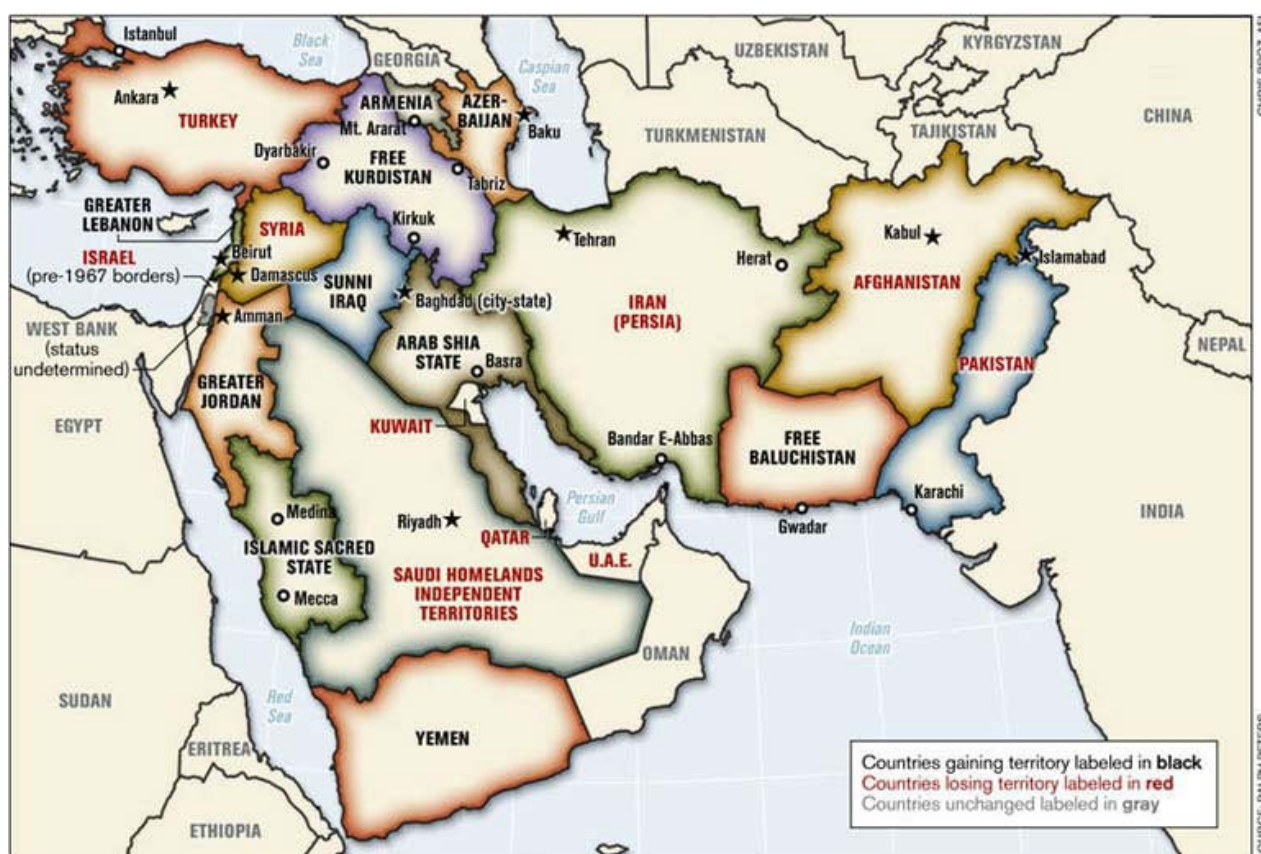 Istanbul
Black
Sea
GEORGIA
Caspian
Sea
UZBEKISTAN
KYRGYZSTAN
Ankara
TURKEY
ARMENIA
Mt. Ararat
AZER-
BAIJAN
Baku
TURKMENISTAN
TAJIKISTAN
CHINA
Dyarbakir
FREE
KURDISTAN
Tabriz
GREATER
LEBANON
SYRIA
Kirkuk
Tehran
Herat
Kabul
Islamabad
ISRAEL
(pre-1967 borders)
Beirut
Damascus
SUNNI
IRAQ
Baghdad (city-state)
IRAN
(PERSIA)
AFGHANISTAN
WEST BANK
(status
undetermined)
Amman
ARAB SHIA
STATE
Basra
PAKISTAN
NEPAL
GREATER
JORDAN
EGYPT
KUWAIT
Bandar E-Abbas
FREE
BALUCHISTAN
Karachi
Gwadar
INDIA
Medina
Riyadh
Persian
Gulf
QATAR
U.A.E.
ISLAMIC SACRED
STATE
Mecca
SAUDI HOMELANDS
INDEPENDENT
TERRITORIES
OMAN
Indian
Ocean
SUDAN
Red
Sea
ERITREA
YEMEN
ETHIOPIA
Countries gaining territory labeled in black
Countries losing territory labeled in red
Countries unchanged labeled in gray